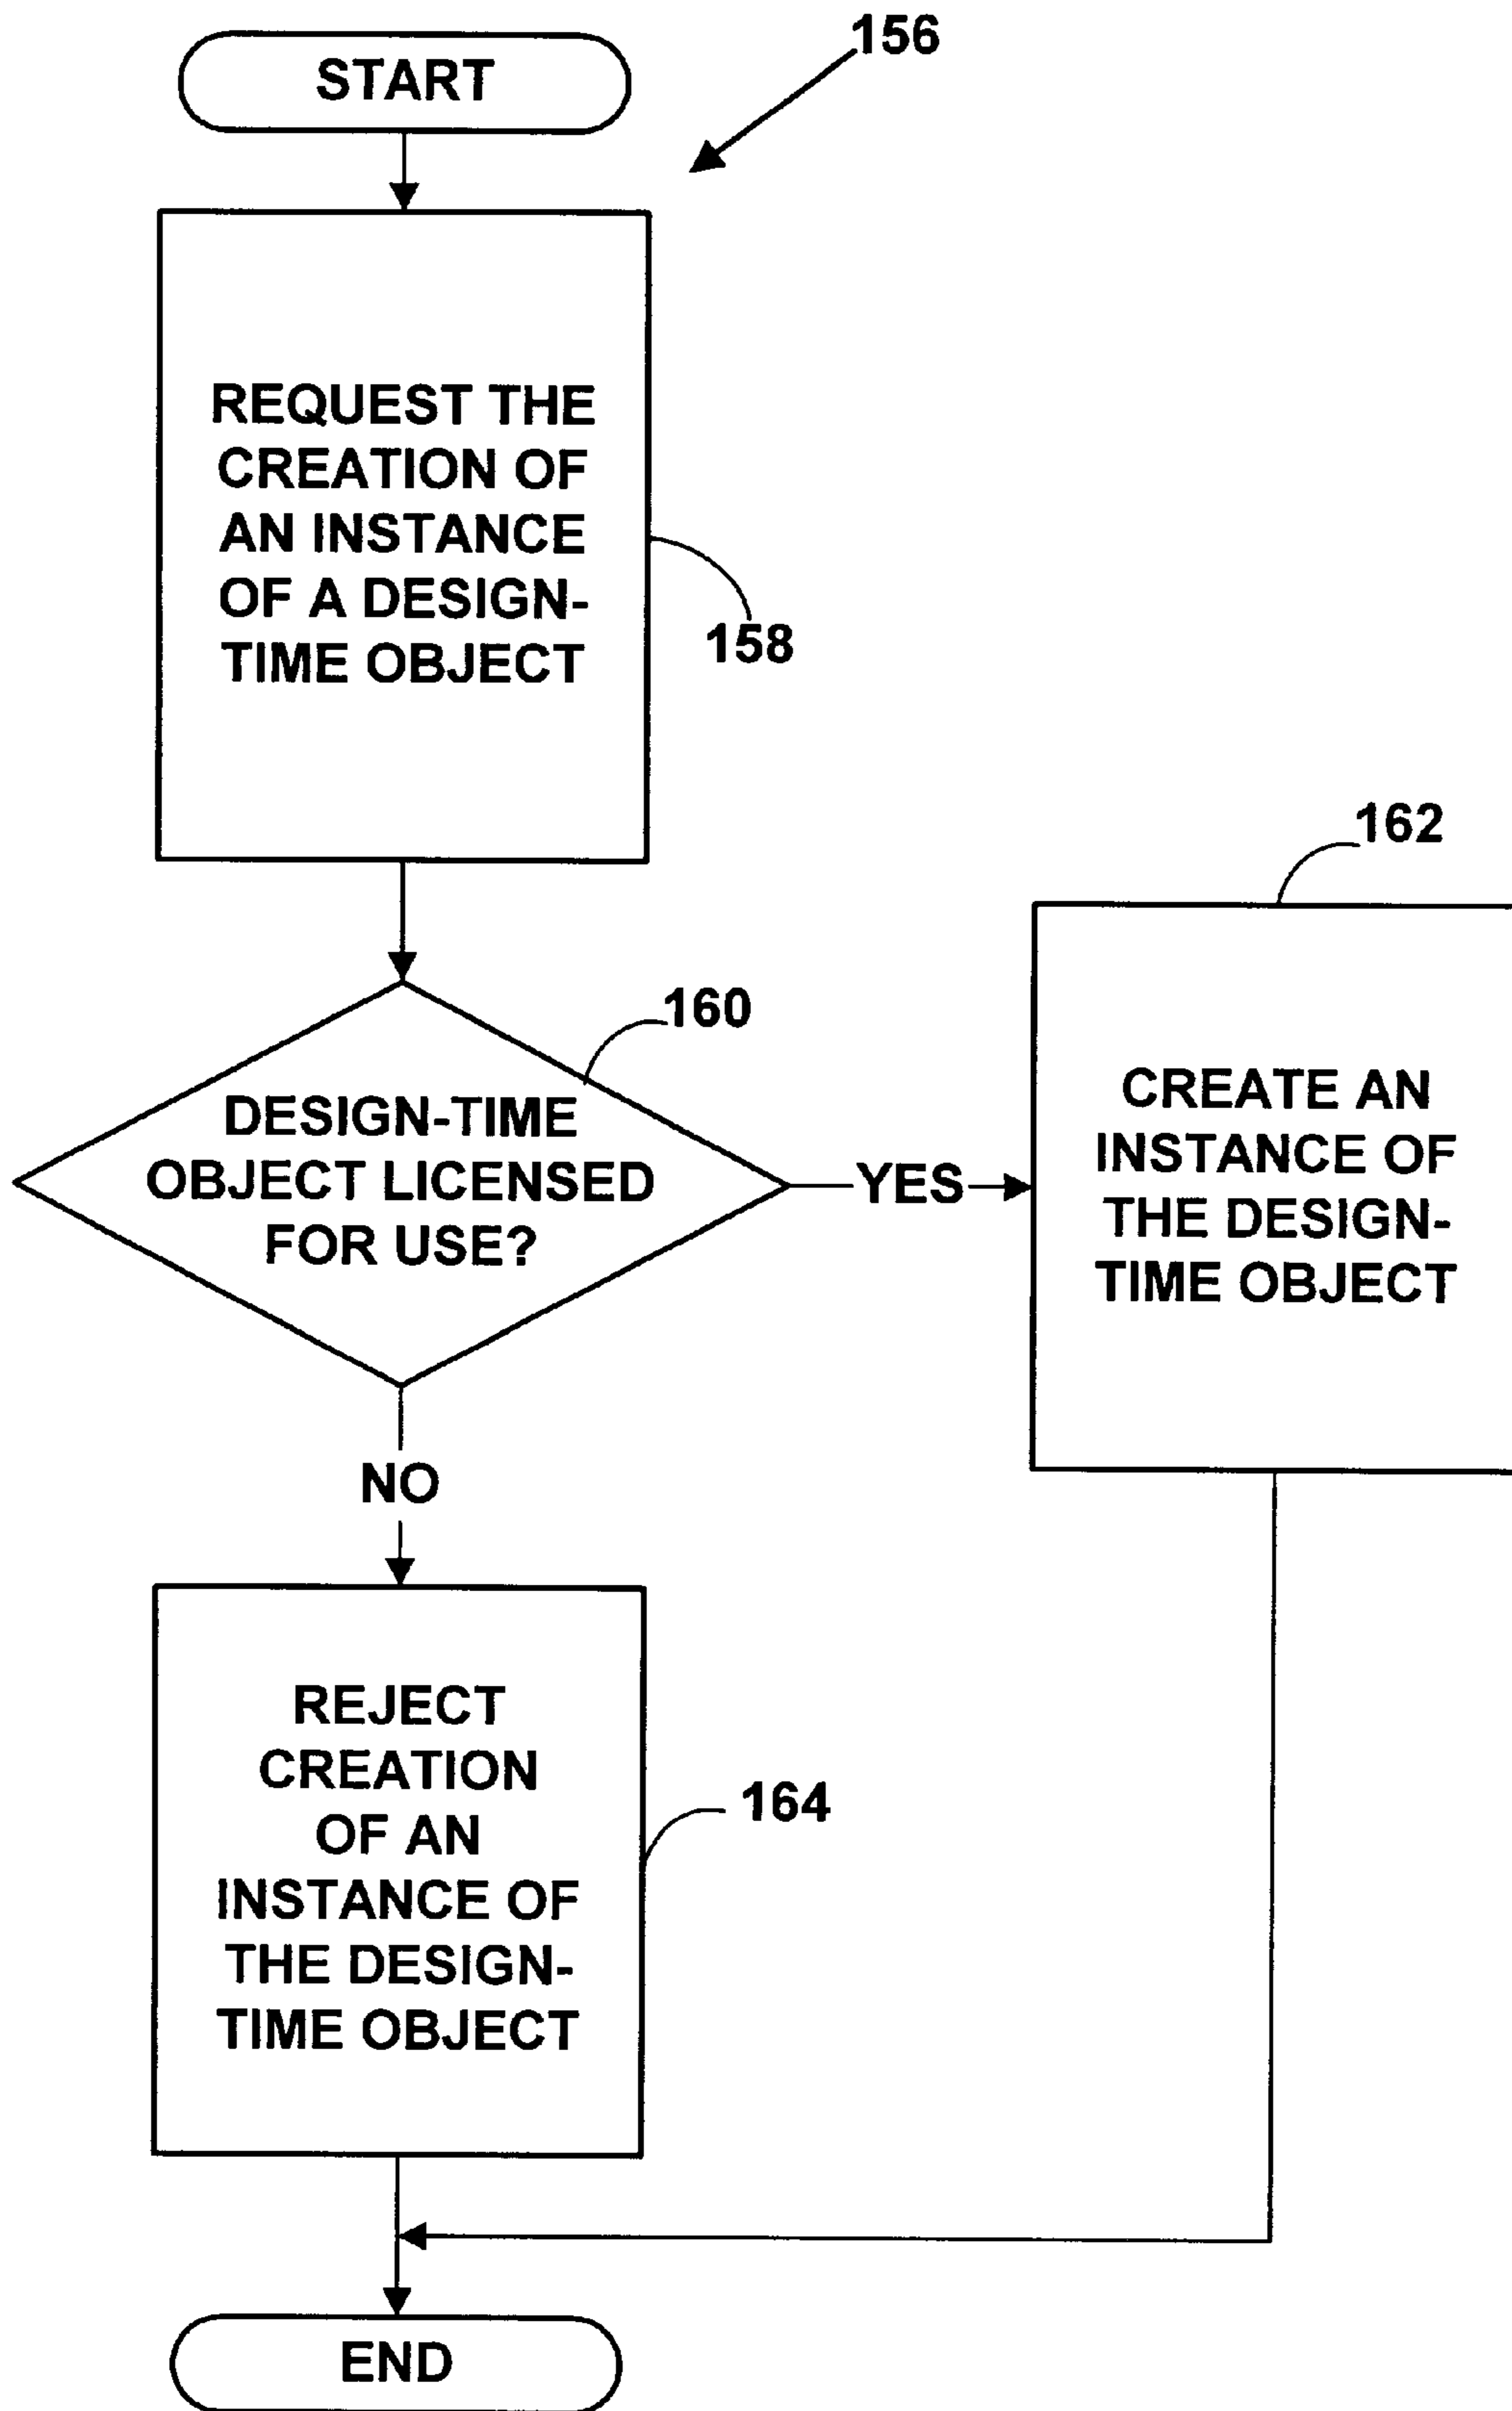 START
156
REQUEST THE
CREATION OF
AN INSTANCE
OF A DESIGN-
TIME OBJECT
158
160
DESIGN-TIME
OBJECT LICENSED
FOR USE?
YES
162
CREATE AN
INSTANCE OF
THE DESIGN-
TIME OBJECT
NO
REJECT
CREATION
OF AN
INSTANCE OF
THE DESIGN-
TIME OBJECT
164
END